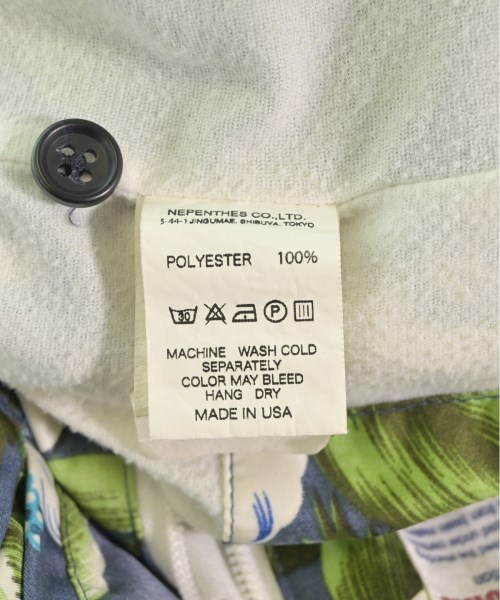 NEPENTHES CO.,LTD.
5-44-1 JINGUMAE, SHIBUYA, TOKYO
POLYESTER 100%
30 P
MACHINE WASH COLD
SEPARATELY
COLOR MAY BLEED
HANG DRY
MADE IN USA